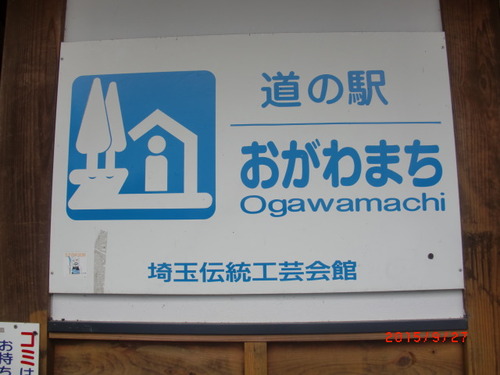 道の駅
おがわまち
Ogawamachi
埼玉伝統工芸会館
ゴミは
お持ち
2015/3/27